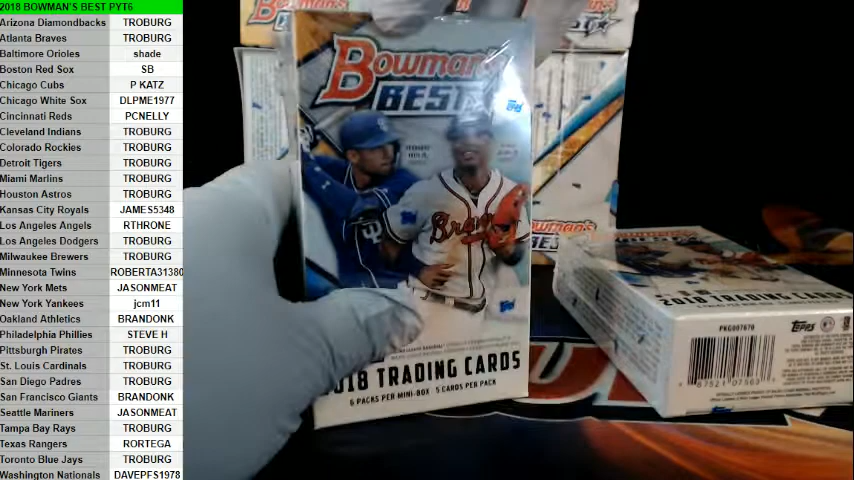 2018 BOWMAN'S BEST PYT6
Arizona Diamondbacks TROBURG
Atlanta Braves TROBURG
Baltimore Orioles shade
Boston Red Sox SB
Chicago Cubs P KATZ
Chicago White Sox DLPME1977
Cincinnati Reds PCNELLY
Cleveland Indians TROBURG
Colorado Rockies TROBURG
Detroit Tigers TROBURG
Miami Marlins TROBURG
Houston Astros TROBURG
Kansas City Royals JAMES5348
Los Angeles Angels RTHRONE
Los Angeles Dodgers TROBURG
Milwaukee Brewers TROBURG
Minnesota Twins ROBERTA31380
New York Mets JASONMEAT
New York Yankees jcm11
Oakland Athletics BRANDONK
Philadelphia Phillies STEVE H
Pittsburgh Pirates TROBURG
St. Louis Cardinals TROBURG
San Diego Padres TROBURG
San Francisco Giants BRANDONK
Seattle Mariners JASONMEAT
Tampa Bay Rays TROBURG
Texas Rangers RORTEGA
Toronto Blue Jays TROBURG
Washington Nationals DAVEPFS1978
Bowman's
BEST
Braves
2018 TRADING CARDS
6 PACKS PER MINI-BOX 5 CARDS PER PACK
Bowman's
BEST
2018 TRADING CARDS
PKG007670
Topps